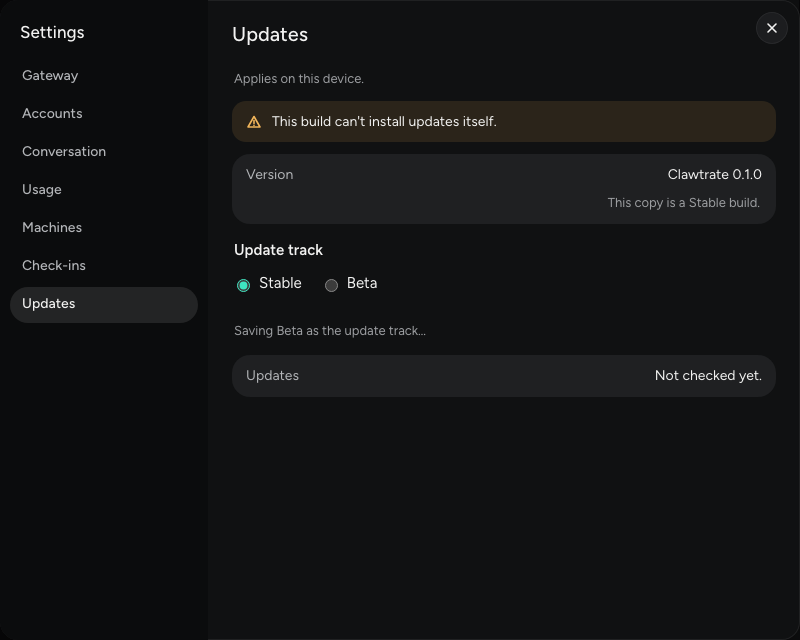 Settings
Gateway
Accounts
Conversation
Usage
Machines
Check-ins
Updates
Updates
Applies on this device.
This build can't install updates itself.
Version
Clawtrate 0.1.0
This copy is a Stable build.
Update track
Stable
Beta
Saving Beta as the update track...
Updates
Not checked yet.